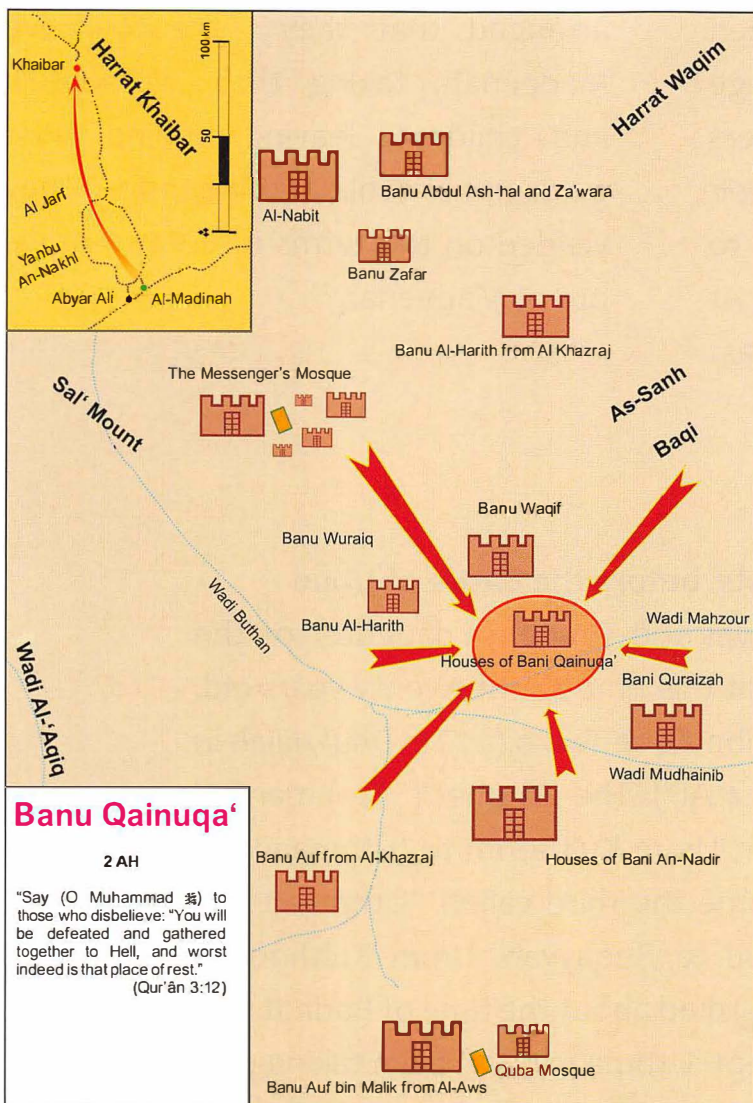 Khaibar
Harrat Khaibar
100 km
50
Al Jarf
Yanbu
An-Nakhl
Abyar Ali
Al-Madinah
Harrat Waqim
Al-Nabit
Banu Abdul Ash-hal and Za'wara
Banu Zafar
Banu Al-Harith from Al Khazraj
The Messenger's Mosque
Sal‘ Mount
As-Sanh
Baqi
Banu Waqif
Banu Wuraiq
Wadi Buthan
Banu Al-Harith
Wadi Mahzour
Houses of Bani Qainuqa'
Bani Quraizah
Wadi Al-‘Aqiq
Wadi Mudhainib
Houses of Bani An-Nadir
Banu Auf from Al-Khazraj
Banu Qainuqa‘
2 AH
“Say (O Muhammad ﷺ) to
those who disbelieve: “You will
be defeated and gathered
together to Hell, and worst
indeed is that place of rest.”
(Qur’ân 3:12)
Quba Mosque
Banu Auf bin Malik from Al-Aws